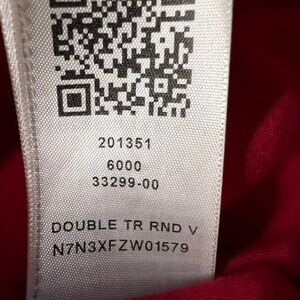 201351
6000
33299-00
DOUBLE TR RND V
N7N3XFZW01579